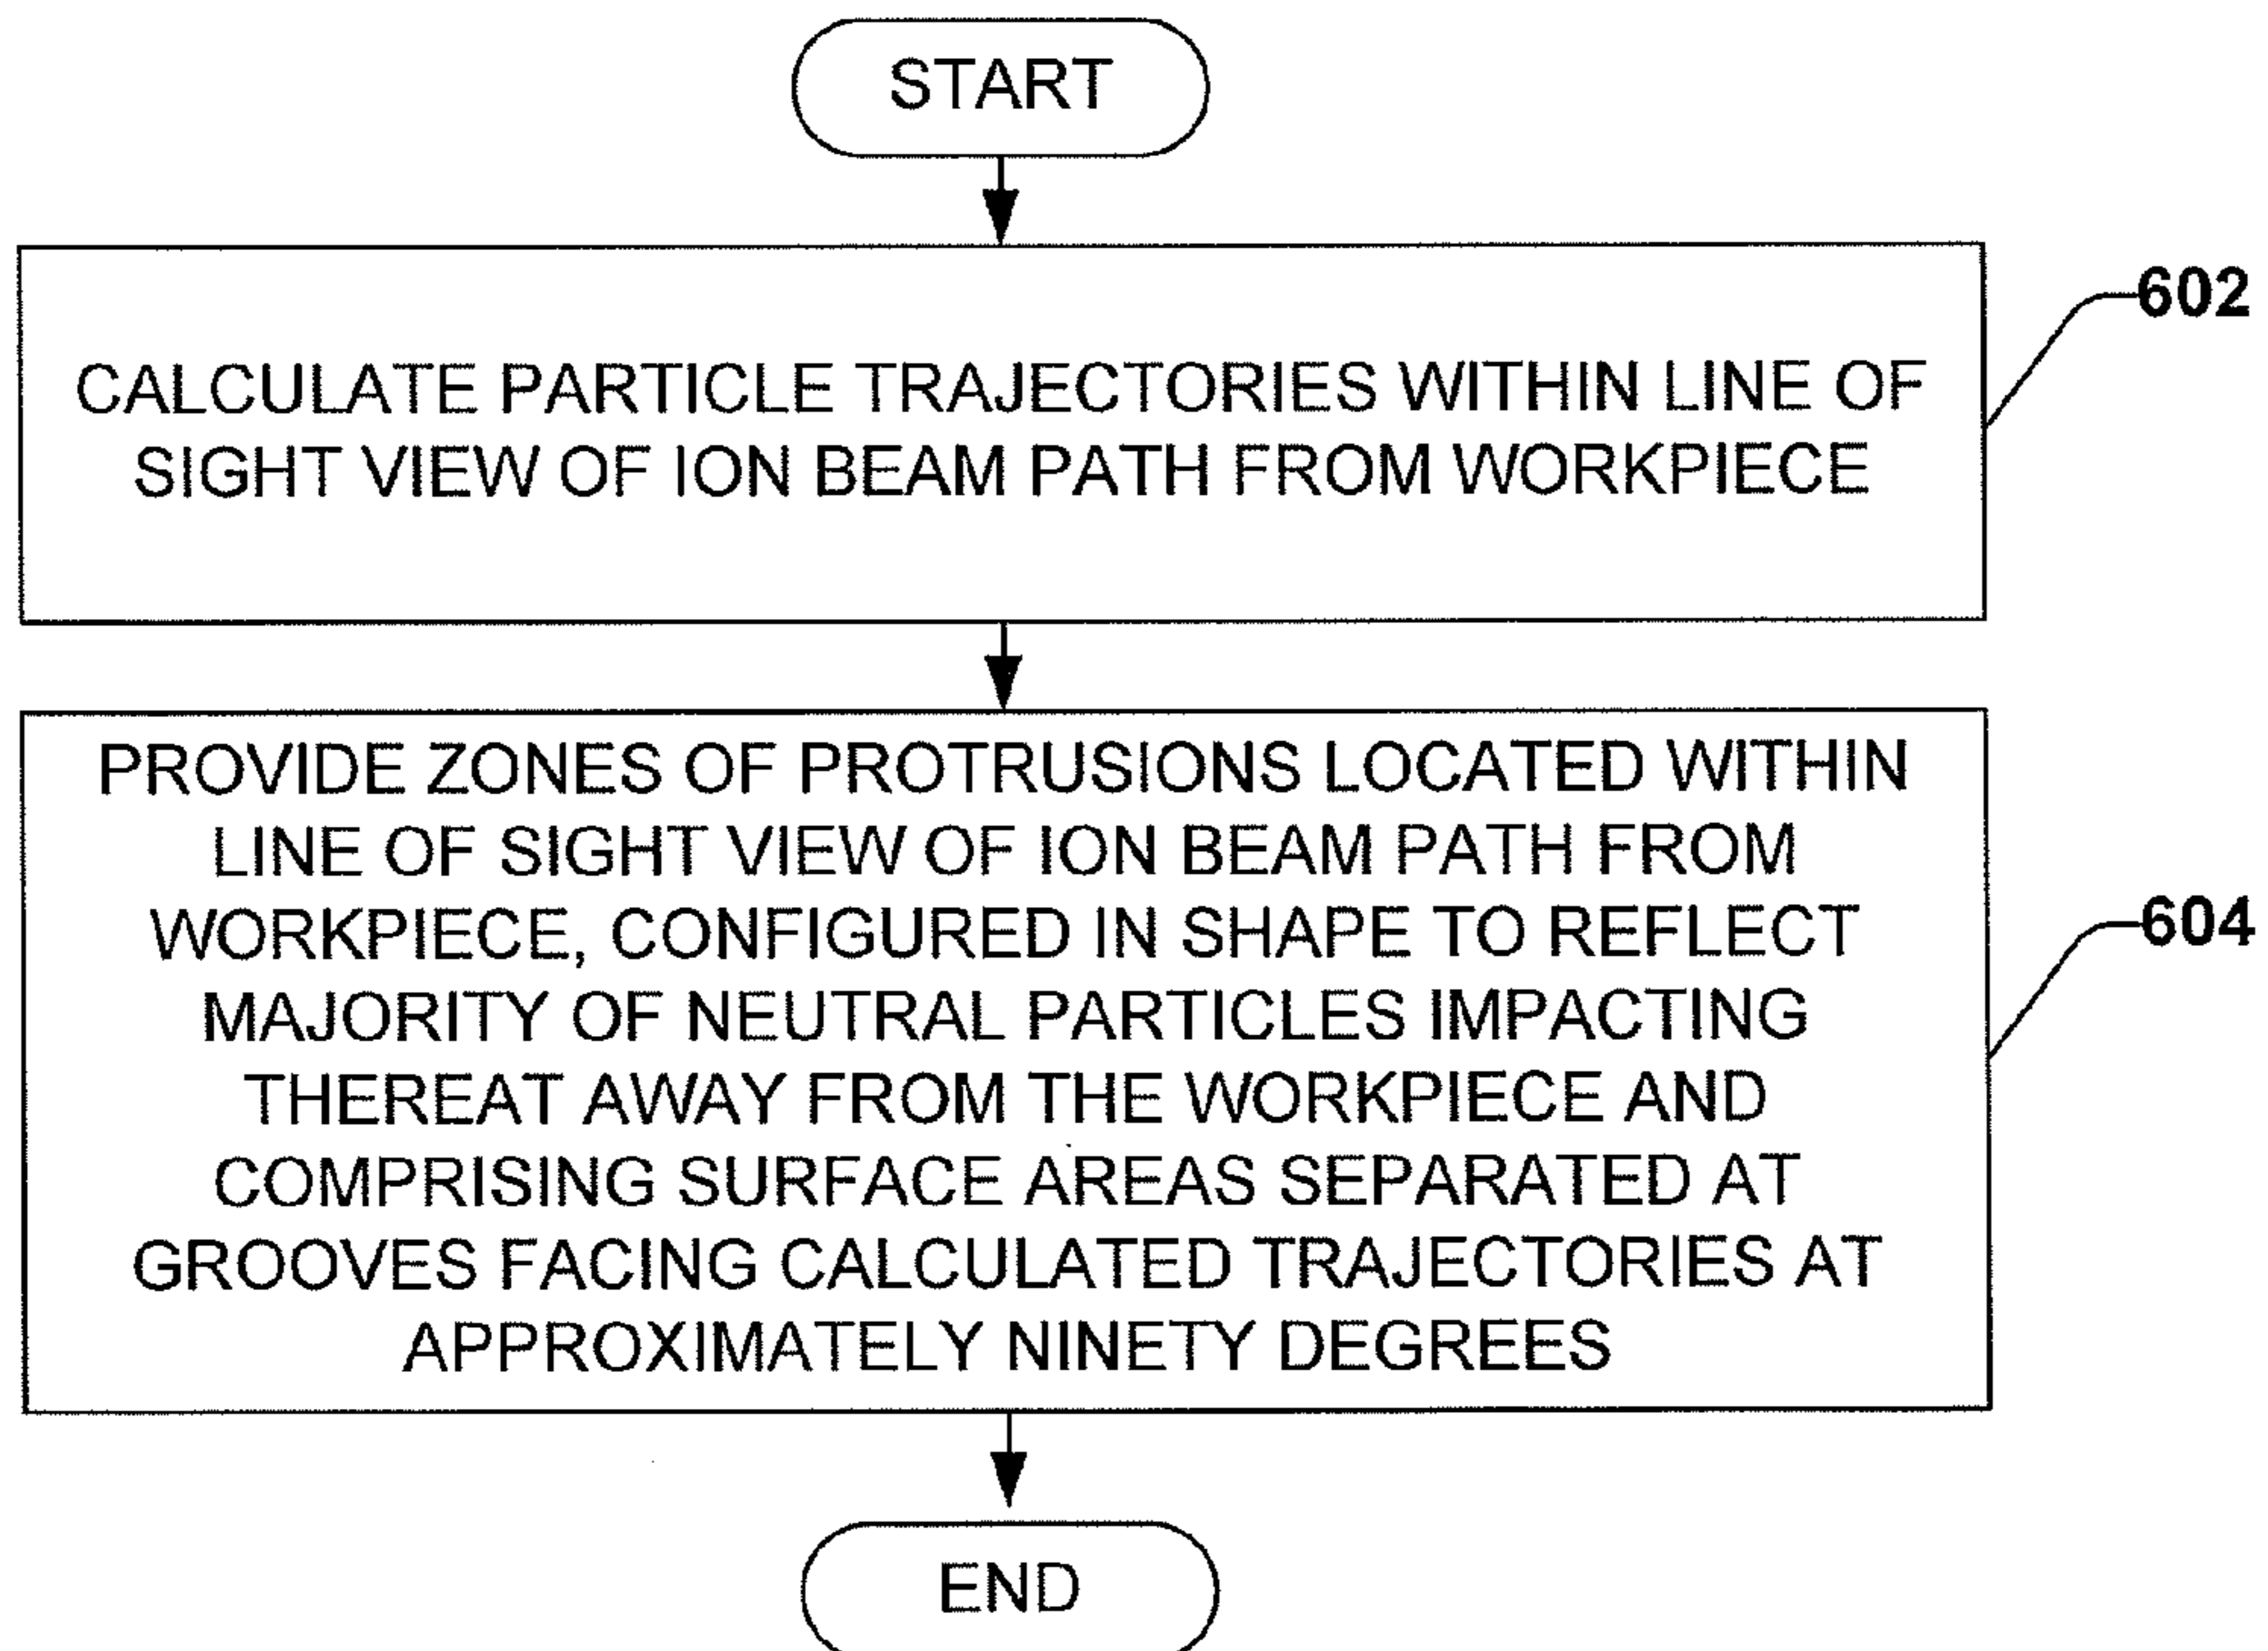 START
CALCULATE PARTICLE TRAJECTORIES WITHIN LINE OF
SIGHT VIEW OF ION BEAM PATH FROM WORKPIECE
602
PROVIDE ZONES OF PROTRUSIONS LOCATED WITHIN
LINE OF SIGHT VIEW OF ION BEAM PATH FROM
WORKPIECE, CONFIGURED IN SHAPE TO REFLECT
MAJORITY OF NEUTRAL PARTICLES IMPACTING
THEREAT AWAY FROM THE WORKPIECE AND
COMPRISING SURFACE AREAS SEPARATED AT
GROOVES FACING CALCULATED TRAJECTORIES AT
APPROXIMATELY NINETY DEGREES
604
END